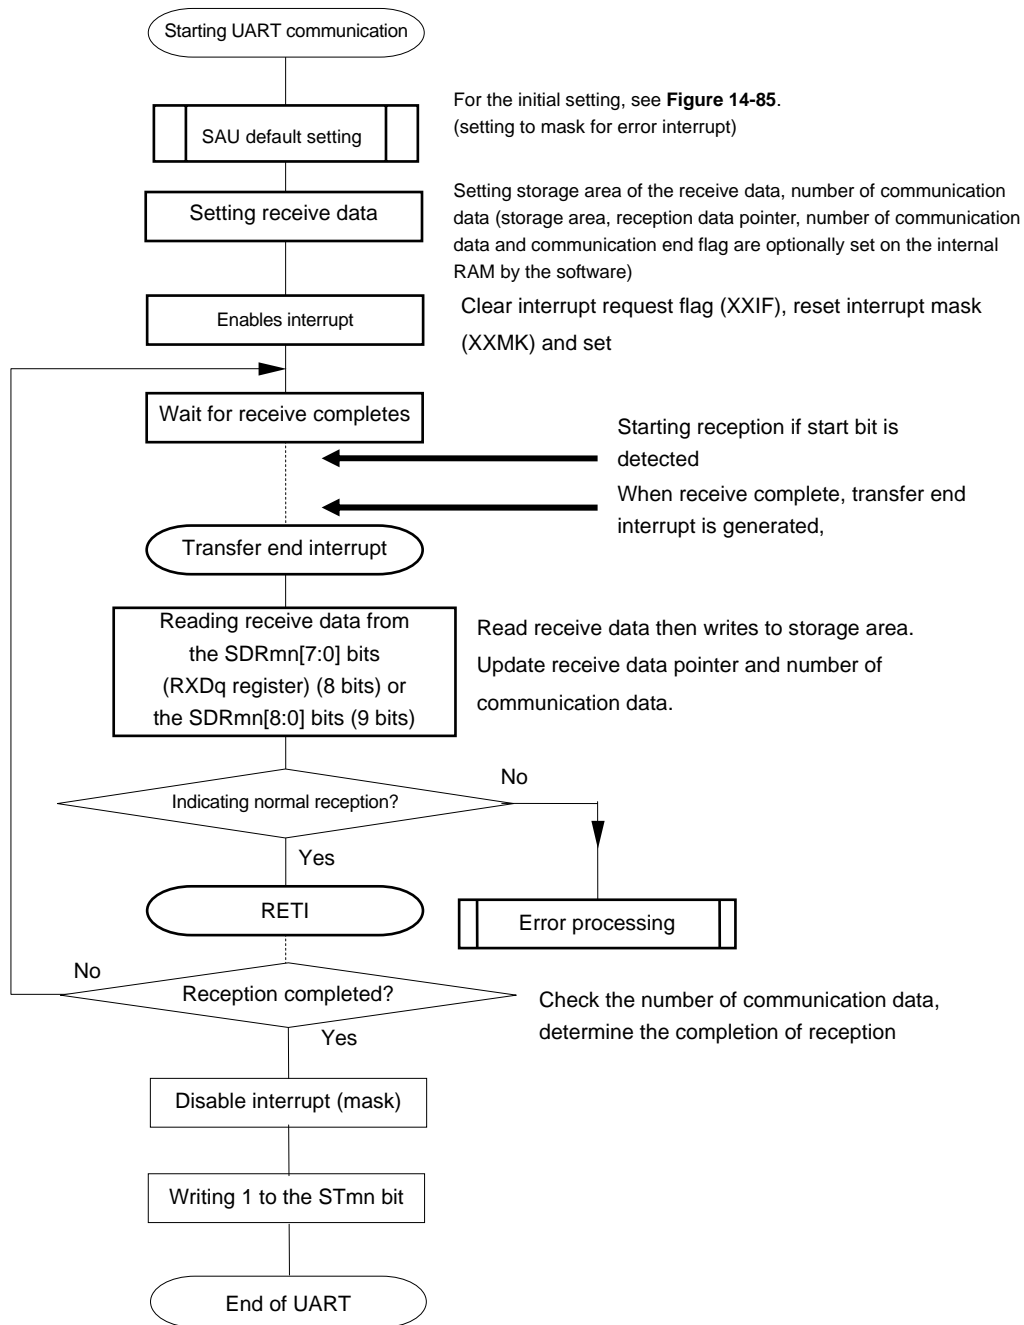 Starting UART communication
For the initial setting, see Figure 14-85.
(setting to mask for error interrupt)
SAU default setting
Setting storage area of the receive data, number of communication
data (storage area, reception data pointer, number of communication
data and communication end flag are optionally set on the internal
RAM by the software)
Setting receive data
Clear interrupt request flag (XXIF), reset interrupt mask
(XXMK) and set
Enables interrupt
Wait for receive completes
Starting reception if start bit is
detected
When receive complete, transfer end
interrupt is generated,
Transfer end interrupt
Reading receive data from
the SDRmn[7:0] bits
(RXDq register) (8 bits) or
the SDRmn[8:0] bits (9 bits)
Read receive data then writes to storage area.
Update receive data pointer and number of
communication data.
No
Indicating normal reception?
Yes
RETI
Error processing
No
Reception completed?
Check the number of communication data,
determine the completion of reception
Yes
Disable interrupt (mask)
Writing 1 to the STmn bit
End of UART